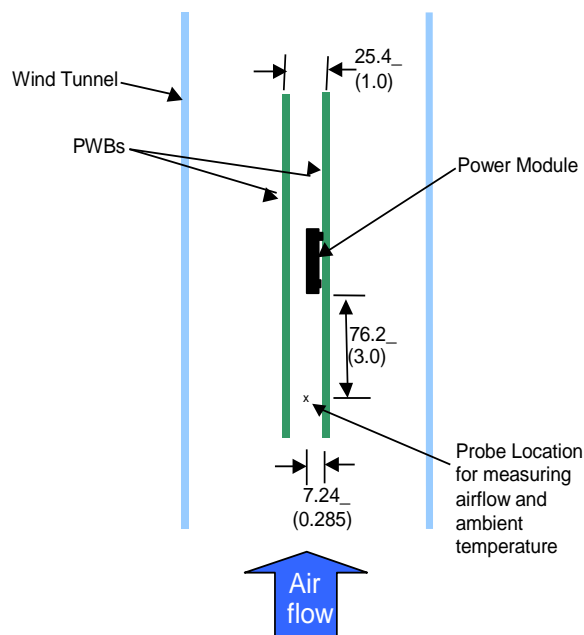 25.4_
(1.0)
Wind Tunnel
PWBs
Power Module
76.2_
(3.0)
x
Probe Location
for measuring
airflow and
ambient
temperature
7.24_
(0.285)
Air
flow